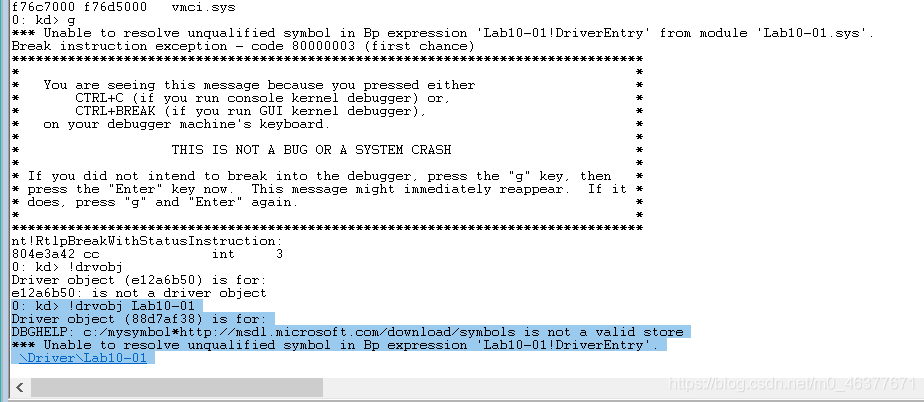 f76c7000 f76d5000   vmci.sys
0: kd> g
*** Unable to resolve unqualified symbol in Bp expression 'Lab10-01!DriverEntry' from module 'Lab10-01.sys'.
Break instruction exception - code 80000003 (first chance)
*******************************************************************************
*                                                                             *
*   You are seeing this message because you pressed either                    *
*       CTRL+C (if you run console kernel debugger) or,                       *
*       CTRL+BREAK (if you run GUI kernel debugger),                          *
*   on your debugger machine's keyboard.                                      *
*                                                                             *
*                   THIS IS NOT A BUG OR A SYSTEM CRASH                       *
*                                                                             *
* If you did not intend to break into the debugger, press the "g" key, then   *
* press the "Enter" key now.  This message might immediately reappear.  If it *
* does, press "g" and "Enter" again.                                          *
*                                                                             *
*******************************************************************************
nt!RtlpBreakWithStatusInstruction:
804e3a42 cc              int     3
0: kd> !drvobj
Driver object (e12a6b50) is for:
e12a6b50: is not a driver object
0: kd> !drvobj Lab10-01
Driver object (88d7af38) is for:
DBGHELP: c:/mysymbol*http://msdl.microsoft.com/download/symbols is not a valid store
*** Unable to resolve unqualified symbol in Bp expression 'Lab10-01!DriverEntry'.
 \Driver\Lab10-01
https://blog.csdn.net/m0_46377671